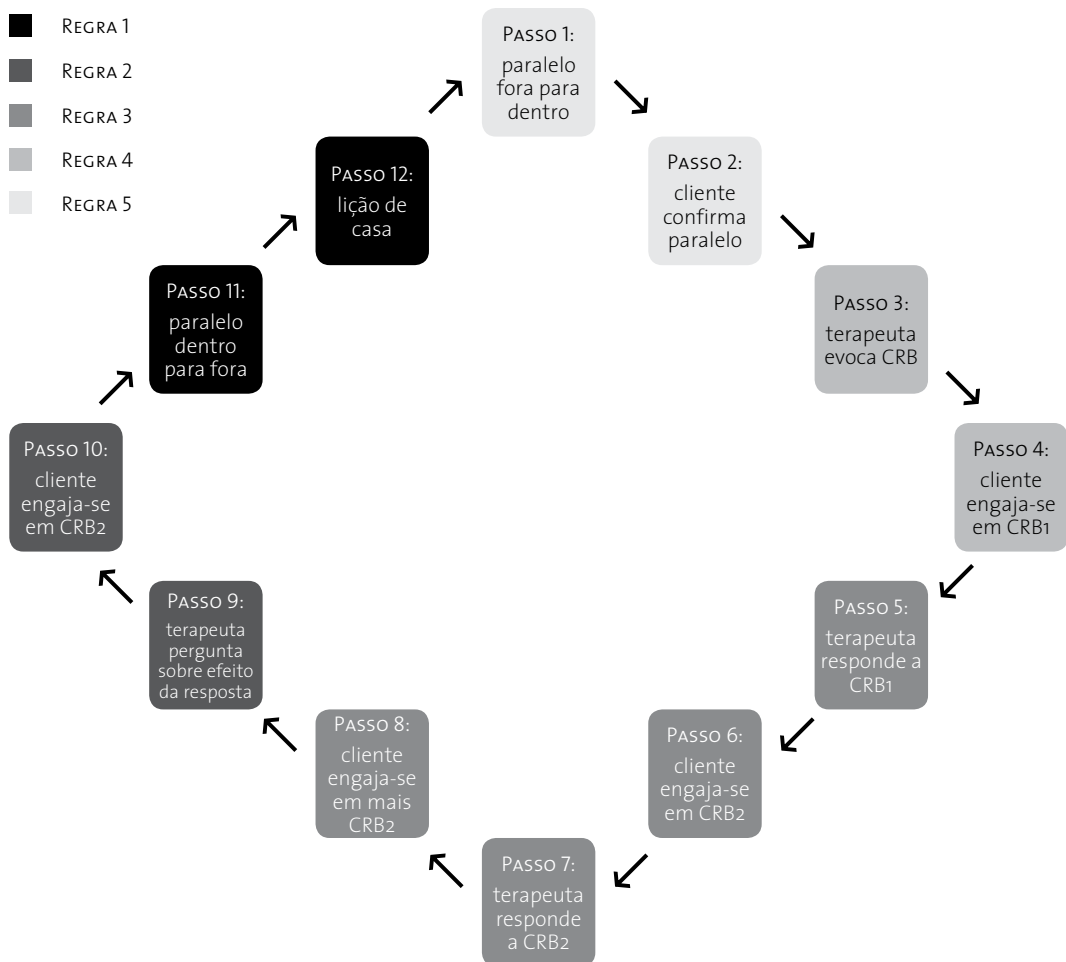 Regra 1
Regra 2
Regra 3
Regra 4
Regra 5
Passo 1:
paralelo
fora para
dentro
Passo 2:
cliente
confirma
paralelo
Passo 3:
terapeuta
evoca CRB
Passo 4:
cliente
engaja-se
em CRB1
Passo 5:
terapeuta
responde a
CRB1
Passo 6:
cliente
engaja-se
em CRB2
Passo 7:
terapeuta
responde
a CRB2
Passo 8:
cliente
engaja-se
em mais
CRB2
Passo 9:
terapeuta
pergunta
sobre efeito
da resposta
Passo 10:
cliente
engaja-se
em CRB2
Passo 11:
paralelo
dentro
para fora
Passo 12:
lição de
casa